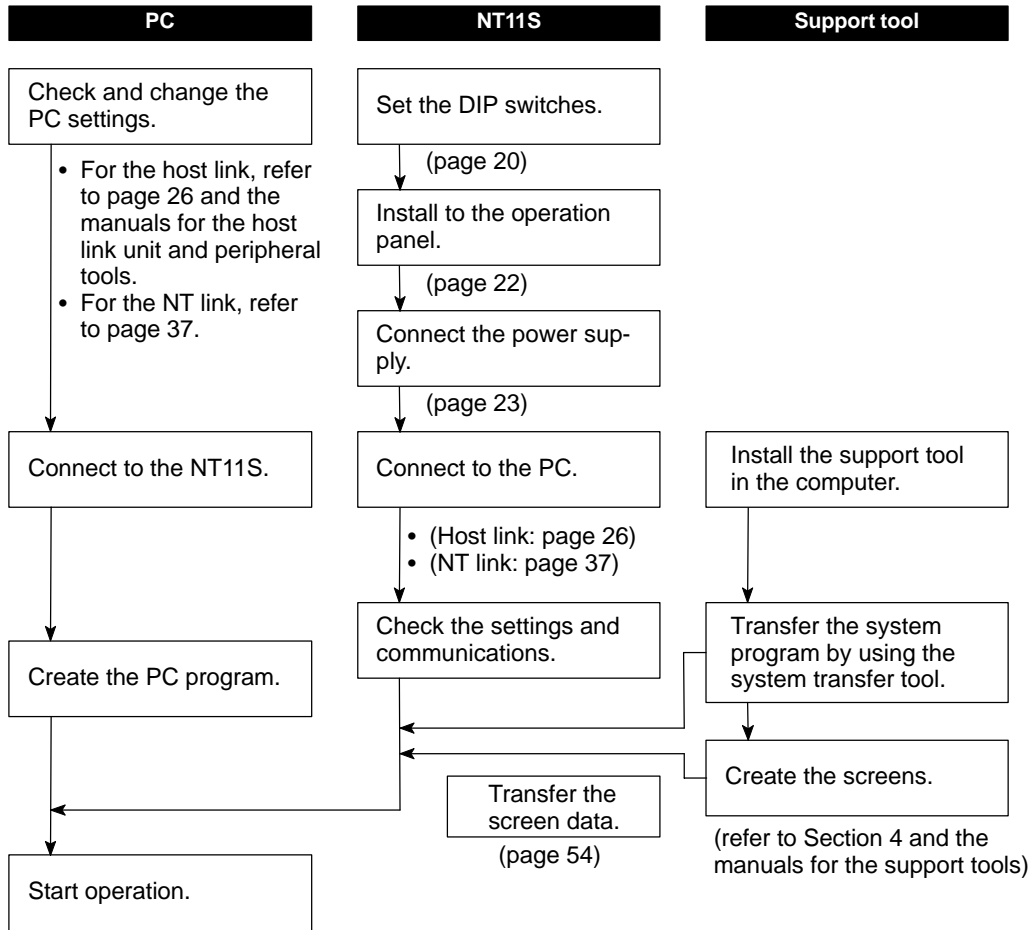 PC
NT11S
Support tool
Check and change the
PC settings.
• For the host link, refer
to page 26 and the
manuals for the host
link unit and peripheral
tools.
• For the NT link, refer
to page 37.
Connect to the NT11S.
Create the PC program.
Start operation.
Set the DIP switches.
(page 20)
Install to the operation
panel.
(page 22)
Connect the power sup-
ply.
(page 23)
Connect to the PC.
• (Host link: page 26)
• (NT link: page 37)
Check the settings and
communications.
Transfer the
screen data.
(page 54)
Install the support tool
in the computer.
Transfer the system
program by using the
system transfer tool.
Create the screens.
(refer to Section 4 and the
manuals for the support tools)